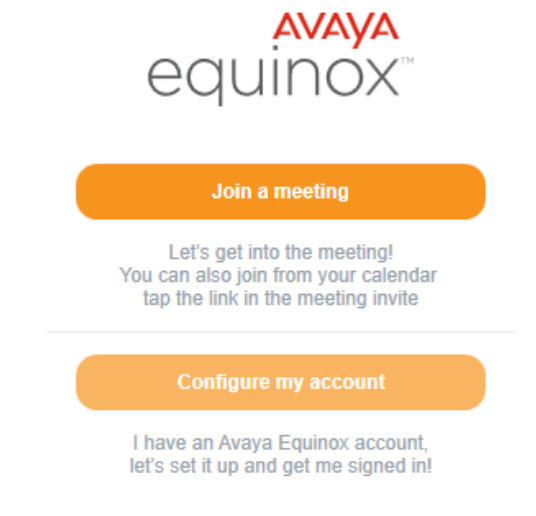 AVAYA
equinox™
Join a meeting
Let's get into the meeting!
You can also join from your calendar
tap the link in the meeting invite
Configure my account
I have an Avaya Equinox account,
let's set it up and get me signed in!